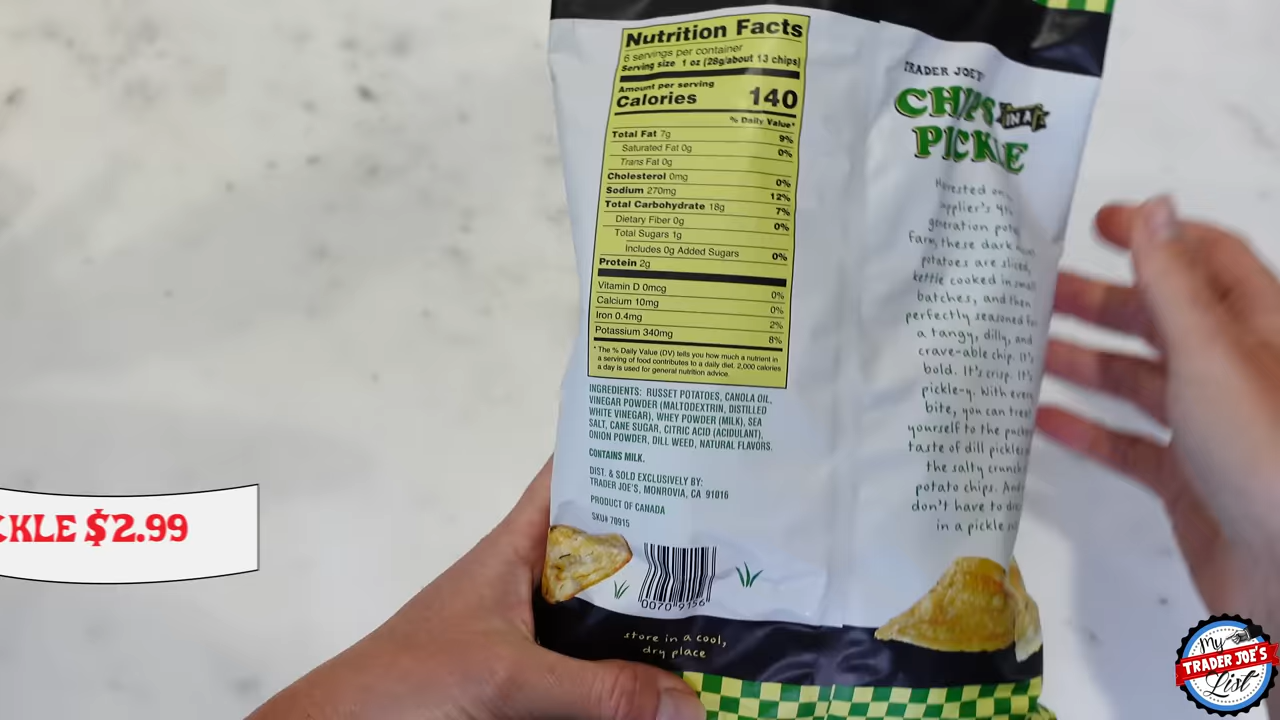 Nutrition Facts
6 servings per container
Serving size 1 oz (28g/about 13 chips)
Amount per serving
Calories 140
% Daily Value*
Total Fat 7g 9%
Saturated Fat 0g 0%
Trans Fat 0g
Cholesterol 0mg 0%
Sodium 270mg 12%
Total Carbohydrate 18g 7%
Dietary Fiber 0g 0%
Total Sugars 1g
Includes 0g Added Sugars 0%
Protein 2g
Vitamin D 0mcg 0%
Calcium 10mg 0%
Iron 0.4mg 2%
Potassium 340mg 8%
* The % Daily Value (DV) tells you how much a nutrient in
a serving of food contributes to a daily diet. 2,000 calories
a day is used for general nutrition advice.
INGREDIENTS: RUSSET POTATOES, CANOLA OIL,
VINEGAR POWDER (MALTODEXTRIN, DISTILLED
WHITE VINEGAR), WHEY POWDER (MILK), SEA
SALT, CANE SUGAR, CITRIC ACID (ACIDULANT),
ONION POWDER, DILL WEED, NATURAL FLAVORS.
CONTAINS MILK.
DIST. & SOLD EXCLUSIVELY BY:
TRADER JOE'S, MONROVIA, CA 91016
PRODUCT OF CANADA
SKU# 70915
0070 9156
store in a cool,
dry place
TRADER JOE'S
CHIPS IN A
PICKLE
generation
these dark
potatoes are sliced,
kettle cooked in small
batches, and then
perfectly seasoned
a tangy, dilly, and
crave-able chip. It's
bold. It's crisp. It's
pickle-y. With every
bite, you can treat
yourself to the
taste of dill pickles
the salty crunch
potato chips.
don't have to
in a pickle
CKLE $2.99
My
TRADER JOE'S
List